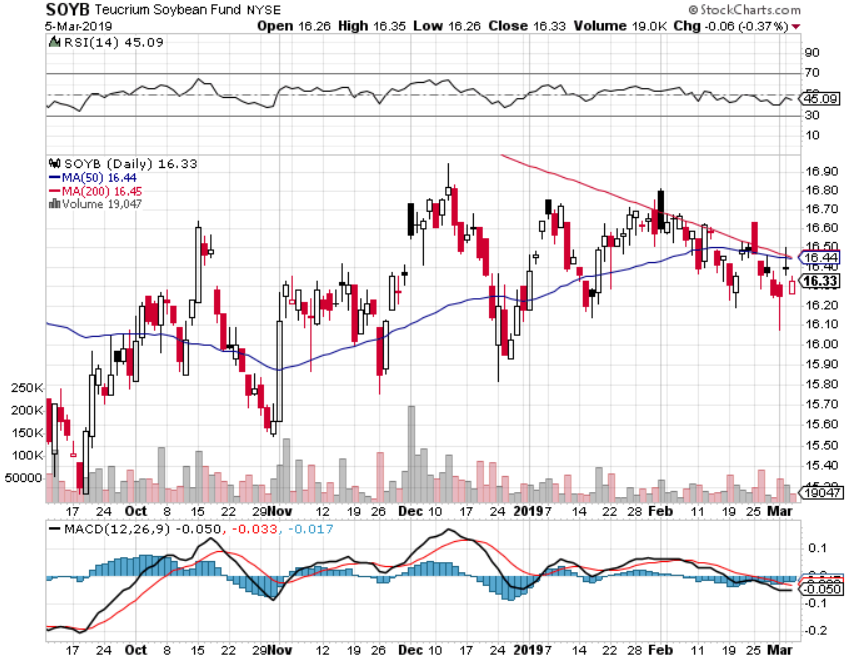 SOYB Teucrium Soybean Fund NYSE © StockCharts.com
5-Mar-2019 Open 16.26 High 16.35 Low 16.26 Close 16.33 Volume 19.0K Chg -0.06 (-0.37%)
RSI(14) 45.09
90
70
45.09
30
10
SOYB (Daily) 16.33
MA(50) 16.44
MA(200) 16.45
Volume 19,047
16.90
16.80
16.70
16.60
16.50
16.44
16.40
16.33
16.20
16.10
16.00
15.90
15.80
15.70
15.60
15.50
15.40
250K
200K
150K
100K
50000
19047
17 24 Oct 8 15 22 29 Nov 12 19 26 Dec 10 17 24 2019 7 14 22 28 Feb 11 19 25 Mar
MACD(12,26,9) -0.050, -0.033, -0.017
0.1
-0.050
-0.1
-0.2
17 24 Oct 8 15 22 29 Nov 12 19 26 Dec 10 17 24 2019 7 14 22 28 Feb 11 19 25 Mar